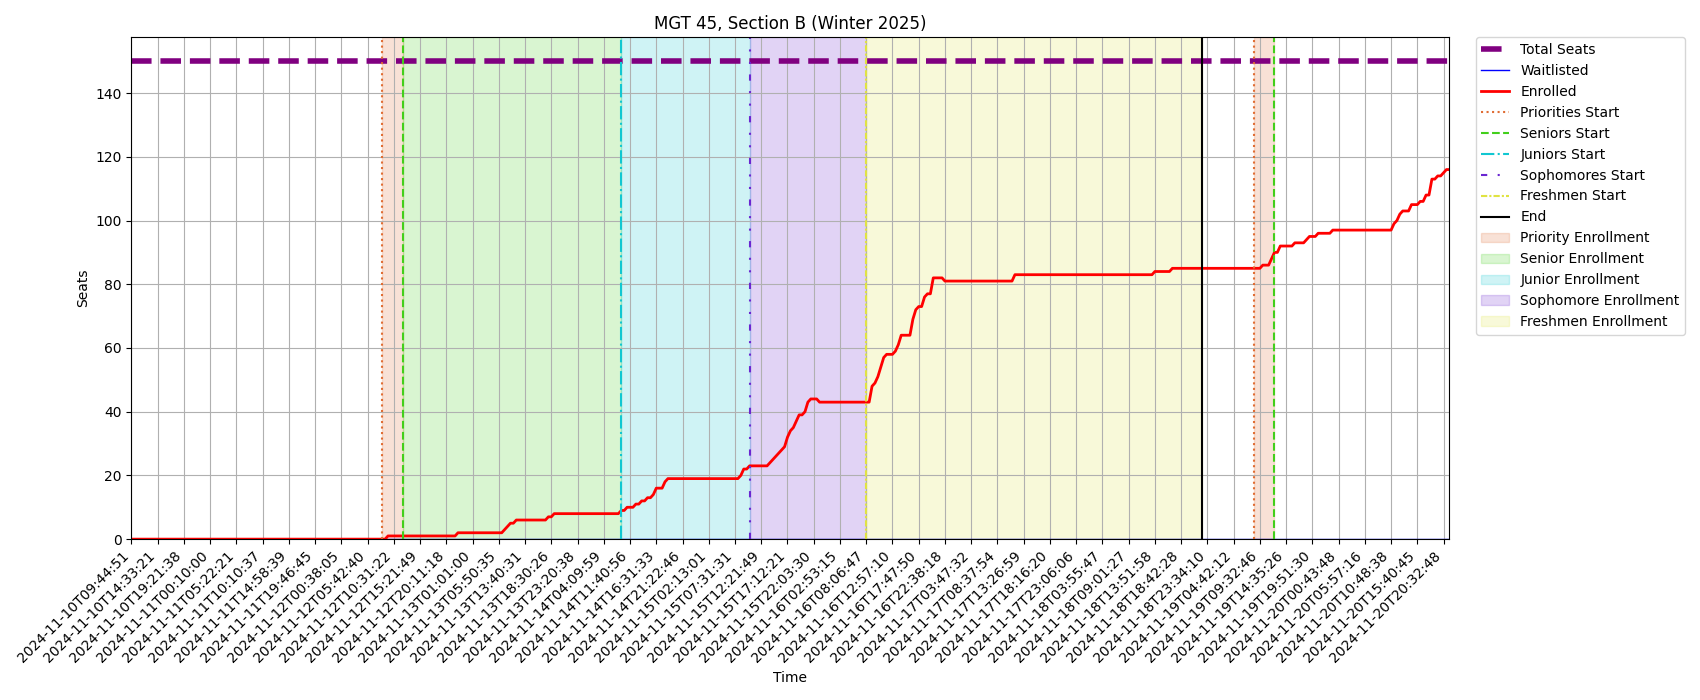 MGT 45, Section B (Winter 2025)
Total Seats
Waitlisted
Enrolled
Priorities Start
Seniors Start
Juniors Start
Sophomores Start
Freshmen Start
End
Priority Enrollment
Senior Enrollment
Junior Enrollment
Sophomore Enrollment
Freshmen Enrollment
Seats
140
120
100
80
60
40
20
0
2024-11-10T09:44:51
2024-11-10T14:33:21
2024-11-10T19:21:38
2024-11-11T00:10:00
2024-11-11T05:22:21
2024-11-11T10:10:37
2024-11-11T14:58:39
2024-11-11T19:46:45
2024-11-12T00:38:05
2024-11-12T05:42:40
2024-11-12T10:31:22
2024-11-12T15:21:49
2024-11-12T20:11:18
2024-11-13T01:01:00
2024-11-13T05:50:35
2024-11-13T13:40:31
2024-11-13T18:30:26
2024-11-13T23:20:38
2024-11-14T04:09:59
2024-11-14T11:40:56
2024-11-14T16:31:33
2024-11-14T21:22:46
2024-11-15T02:13:01
2024-11-15T07:31:31
2024-11-15T12:21:49
2024-11-15T17:12:21
2024-11-15T22:03:30
2024-11-16T02:53:15
2024-11-16T08:06:47
2024-11-16T12:57:10
2024-11-16T17:47:50
2024-11-16T22:38:18
2024-11-17T03:47:32
2024-11-17T08:37:54
2024-11-17T13:26:59
2024-11-17T18:16:20
2024-11-17T23:06:06
2024-11-18T03:55:47
2024-11-18T09:01:27
2024-11-18T13:51:58
2024-11-18T18:42:28
2024-11-18T23:34:10
2024-11-19T04:42:12
2024-11-19T09:32:46
2024-11-19T14:35:26
2024-11-19T19:51:30
2024-11-20T00:43:48
2024-11-20T05:57:16
2024-11-20T10:48:38
2024-11-20T15:40:45
2024-11-20T20:32:48
Time